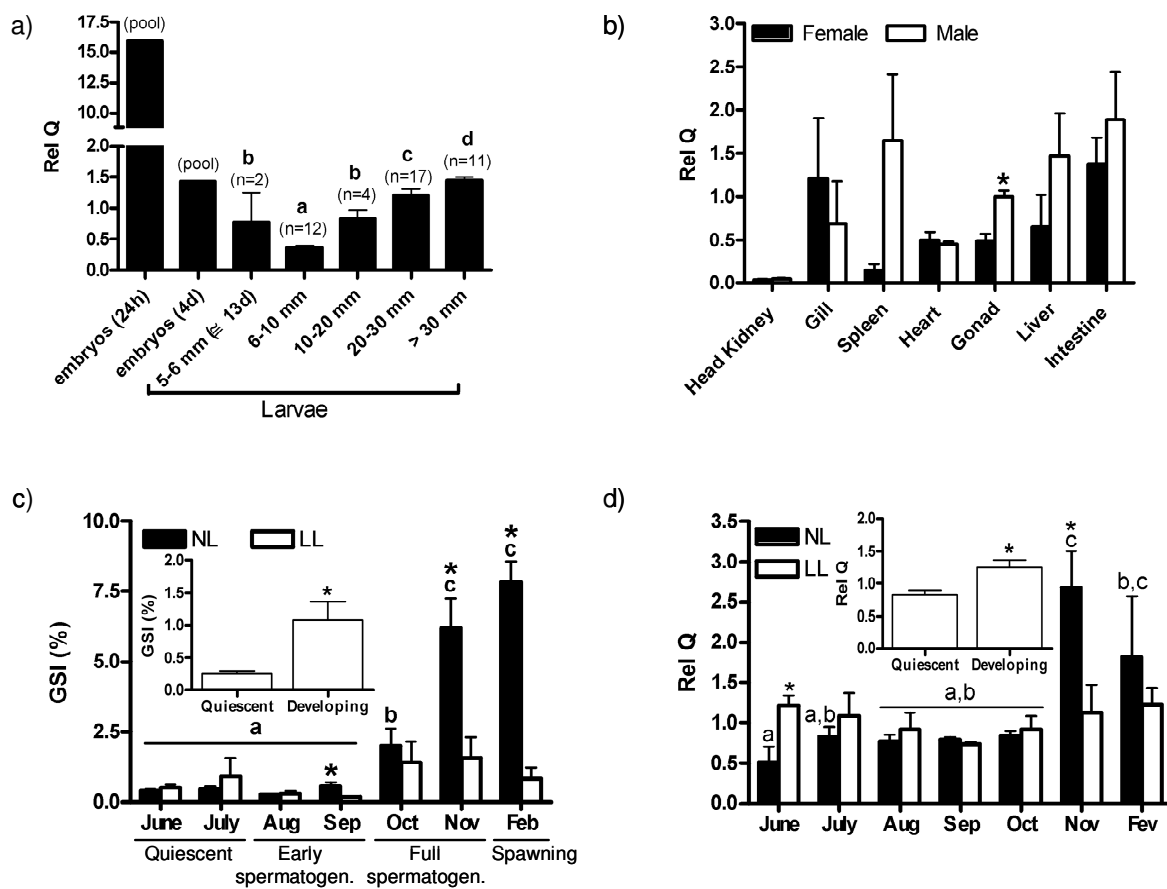 a)
17.5
15.0
12.5
10.0
2.0
1.5
1.0
0.5
0.0
Rel Q
(pool)
(pool)
b
(n=2)
a
(n=12)
b
(n=4)
c
(n=17)
d
(n=11)
embryos (24h)
embryos (4d)
5-6 mm (≦ 13d)
6-10 mm
10-20 mm
20-30 mm
> 30 mm
Larvae
b)
3.0
2.5
2.0
1.5
1.0
0.5
0.0
Rel Q
Female
Male
*
Head Kidney
Gill
Spleen
Heart
Gonad
Liver
Intestine
c)
10.0
7.5
5.0
2.5
0.0
GSI (%)
NL
LL
2.0
1.5
1.0
0.5
0.0
GSI (%)
*
Quiescent
Developing
a
*
b
*
c
*
c
June
July
Aug
Sep
Oct
Nov
Feb
Quiescent
Early spermatogen.
Full spermatogen.
Spawning
d)
3.5
3.0
2.5
2.0
1.5
1.0
0.5
0.0
Rel Q
NL
LL
2.0
1.5
1.0
0.5
0.0
Rel Q
*
Quiescent
Developing
a
*
a,b
a,b
*
c
b,c
June
July
Aug
Sep
Oct
Nov
Fev